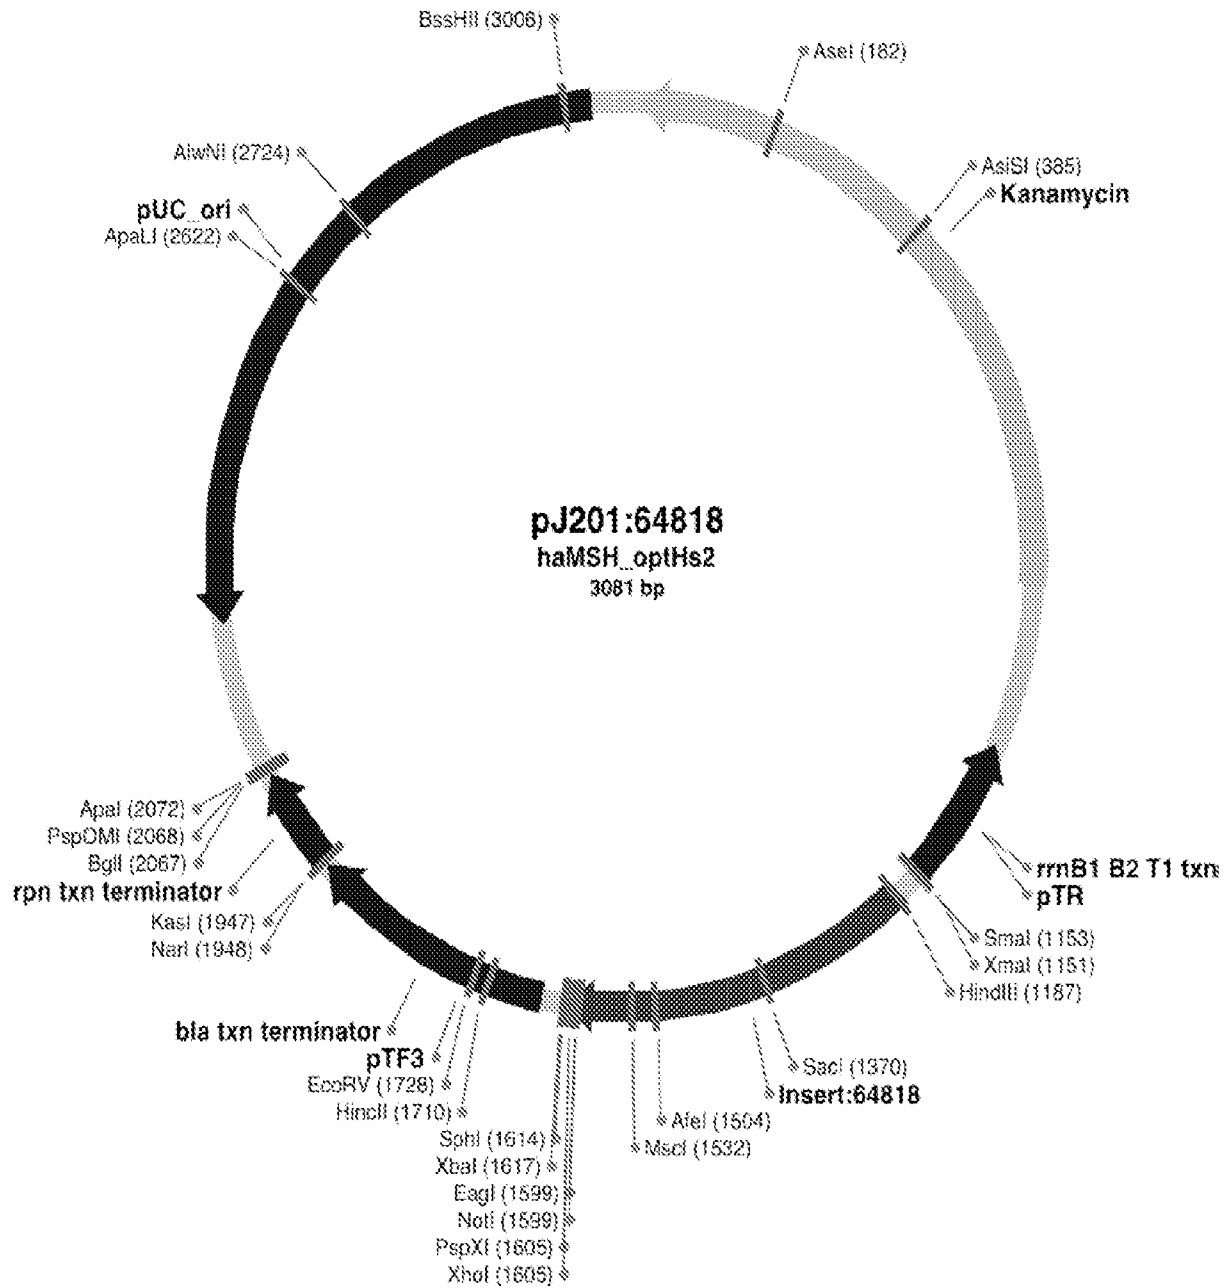 BssHII (3006)
AseI (182)
AlwNI (2724)
AsiSI (385)
pUC_ori
Kanamycin
ApaLI (2622)
pJ201:64818
haMSH_optHs2
3081 bp
ApaI (2072)
PspOMI (2068)
BglI (2067)
rpn txn terminator
rrnB1 B2 T1 txn
pTR
KasI (1947)
NarI (1948)
SmaI (1153)
XmaI (1151)
HindIII (1187)
bla txn terminator
pTF3
EcoRV (1728)
HincII (1710)
SacI (1370)
Insert:64818
AfeI (1504)
MscI (1532)
SphI (1614)
XbaI (1617)
EagI (1599)
NotI (1599)
PspXI (1605)
XhoI (1605)